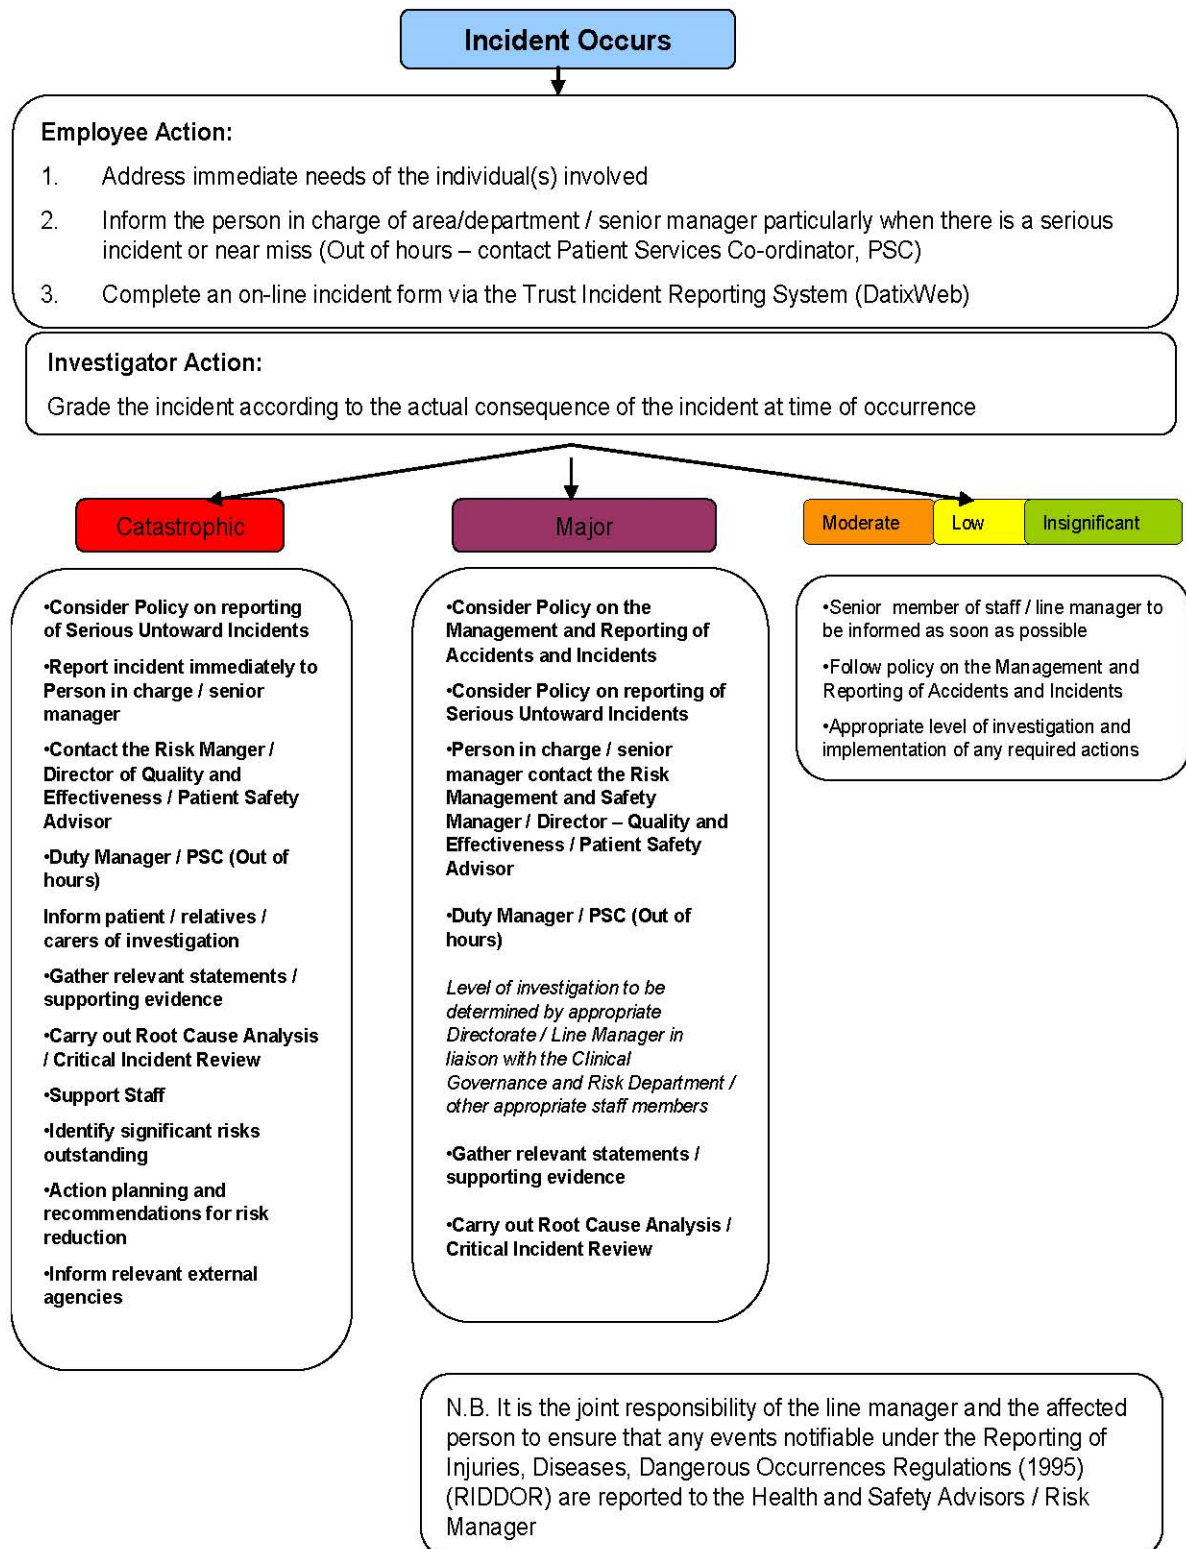 Incident Occurs
Employee Action:
1. Address immediate needs of the individual(s) involved
2. Inform the person in charge of area/department / senior manager particularly when there is a serious
incident or near miss (Out of hours – contact Patient Services Co-ordinator, PSC)
3. Complete an on-line incident form via the Trust Incident Reporting System (DatixWeb)
Investigator Action:
Grade the incident according to the actual consequence of the incident at time of occurrence
Catastrophic
•Consider Policy on reporting
of Serious Untoward Incidents
•Report incident immediately to
Person in charge / senior
manager
•Contact the Risk Manger /
Director of Quality and
Effectiveness / Patient Safety
Advisor
•Duty Manager / PSC (Out of
hours)
Inform patient / relatives /
carers of investigation
•Gather relevant statements /
supporting evidence
•Carry out Root Cause Analysis
/ Critical Incident Review
•Support Staff
•Identify significant risks
outstanding
•Action planning and
recommendations for risk
reduction
•Inform relevant external
agencies
Major
•Consider Policy on the
Management and Reporting of
Accidents and Incidents
•Consider Policy on reporting of
Serious Untoward Incidents
•Person in charge / senior
manager contact the Risk
Management and Safety
Manager / Director – Quality and
Effectiveness / Patient Safety
Advisor
•Duty Manager / PSC (Out of
hours)
Level of investigation to be
determined by appropriate
Directorate / Line Manager in
liaison with the Clinical
Governance and Risk Department /
other appropriate staff members
•Gather relevant statements /
supporting evidence
•Carry out Root Cause Analysis /
Critical Incident Review
Moderate Low Insignificant
•Senior member of staff / line manager to
be informed as soon as possible
•Follow policy on the Management and
Reporting of Accidents and Incidents
•Appropriate level of investigation and
implementation of any required actions
N.B. It is the joint responsibility of the line manager and the affected
person to ensure that any events notifiable under the Reporting of
Injuries, Diseases, Dangerous Occurrences Regulations (1995)
(RIDDOR) are reported to the Health and Safety Advisors / Risk
Manager